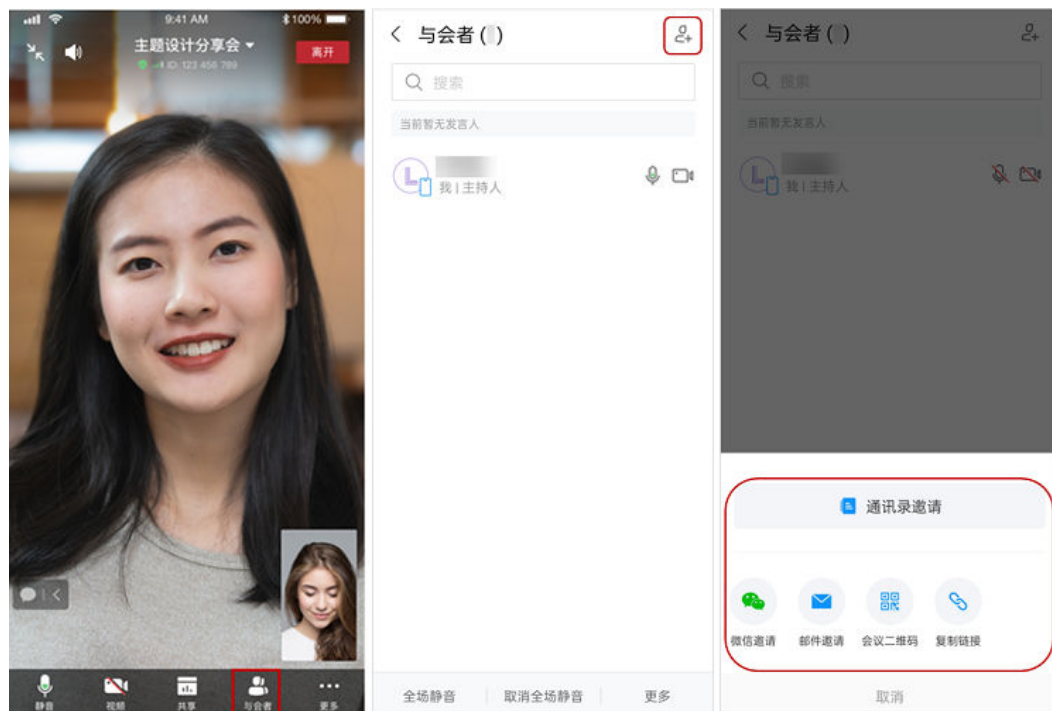 9:41 AM
100%
主题设计分享会
ID: 123 456 789
离开
静音
视频
共享
与会者
更多
与会者 ( )
搜索
当前暂无发言人
L
我 | 主持人
全场静音
取消全场静音
更多
与会者 ( )
搜索
当前暂无发言人
L
我 | 主持人
通讯录邀请
微信邀请
邮件邀请
会议二维码
复制链接
取消